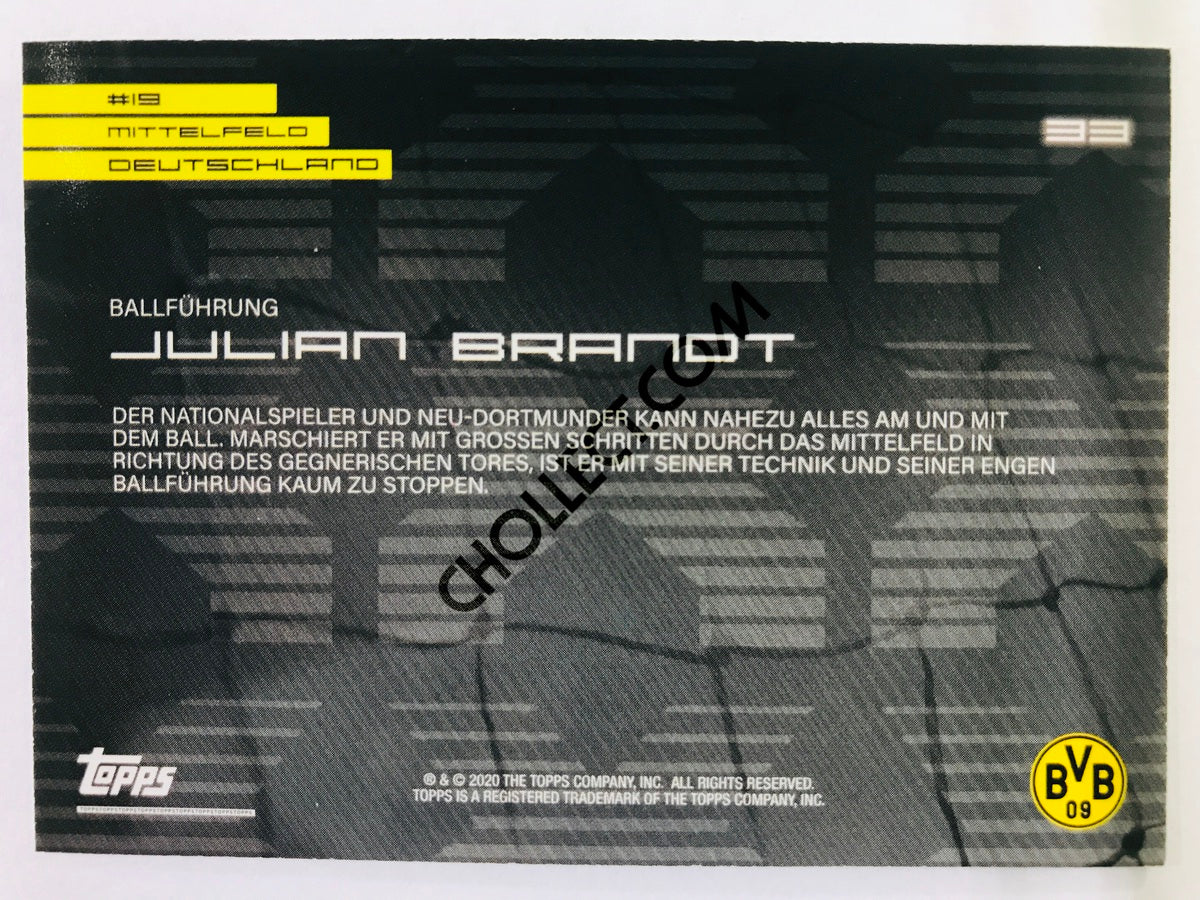 #19
MITTELFELD
DEUTSCHLAND
33
BALLFÜHRUNG
JULIAN BRANDT
DER NATIONALSPIELER UND NEU-DORTMUNDER KANN NAHEZU ALLES AM UND MIT
DEM BALL. MARSCHIERT ER MIT GROSSEN SCHRITTEN DURCH DAS MITTELFELD IN
RICHTUNG DES GEGNERISCHEN TORES, IST ER MIT SEINER TECHNIK UND SEINER ENGEN
BALLFÜHRUNG KAUM ZU STOPPEN.
CHOLLECT.COM
topps
TOPPSTOPPSTOPPSTOPPSTOPPSTOPPSTOPPSTOPPSTOPPS
® & © 2020 THE TOPPS COMPANY, INC. ALL RIGHTS RESERVED.
TOPPS IS A REGISTERED TRADEMARK OF THE TOPPS COMPANY, INC.
BVB
09